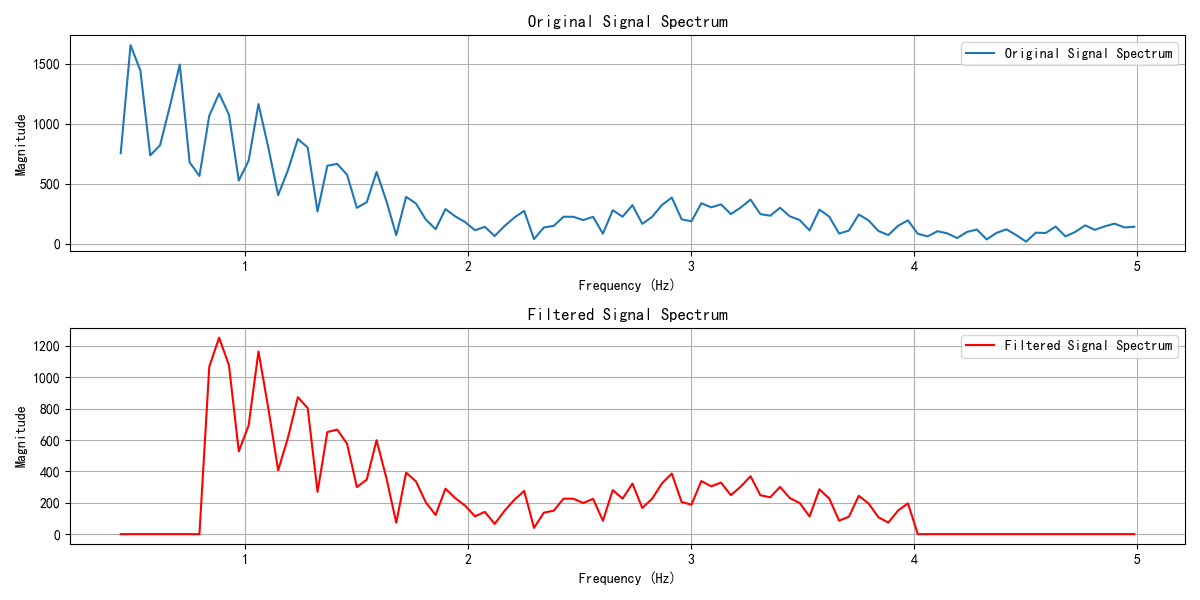 Original Signal Spectrum
Original Signal Spectrum
Magnitude
1500
1000
500
0
1 2 3 4 5
Frequency (Hz)
Filtered Signal Spectrum
Filtered Signal Spectrum
Magnitude
1200
1000
800
600
400
200
0
1 2 3 4 5
Frequency (Hz)